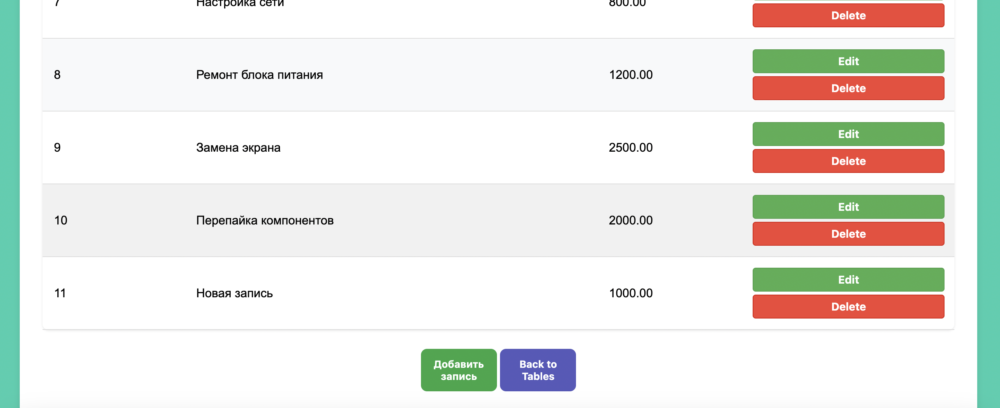 7 Настройка сети 800.00
Delete
Edit
8 Ремонт блока питания 1200.00
Delete
Edit
9 Замена экрана 2500.00
Delete
Edit
10 Перепайка компонентов 2000.00
Delete
Edit
11 Новая запись 1000.00
Delete
Добавить
запись
Back to
Tables